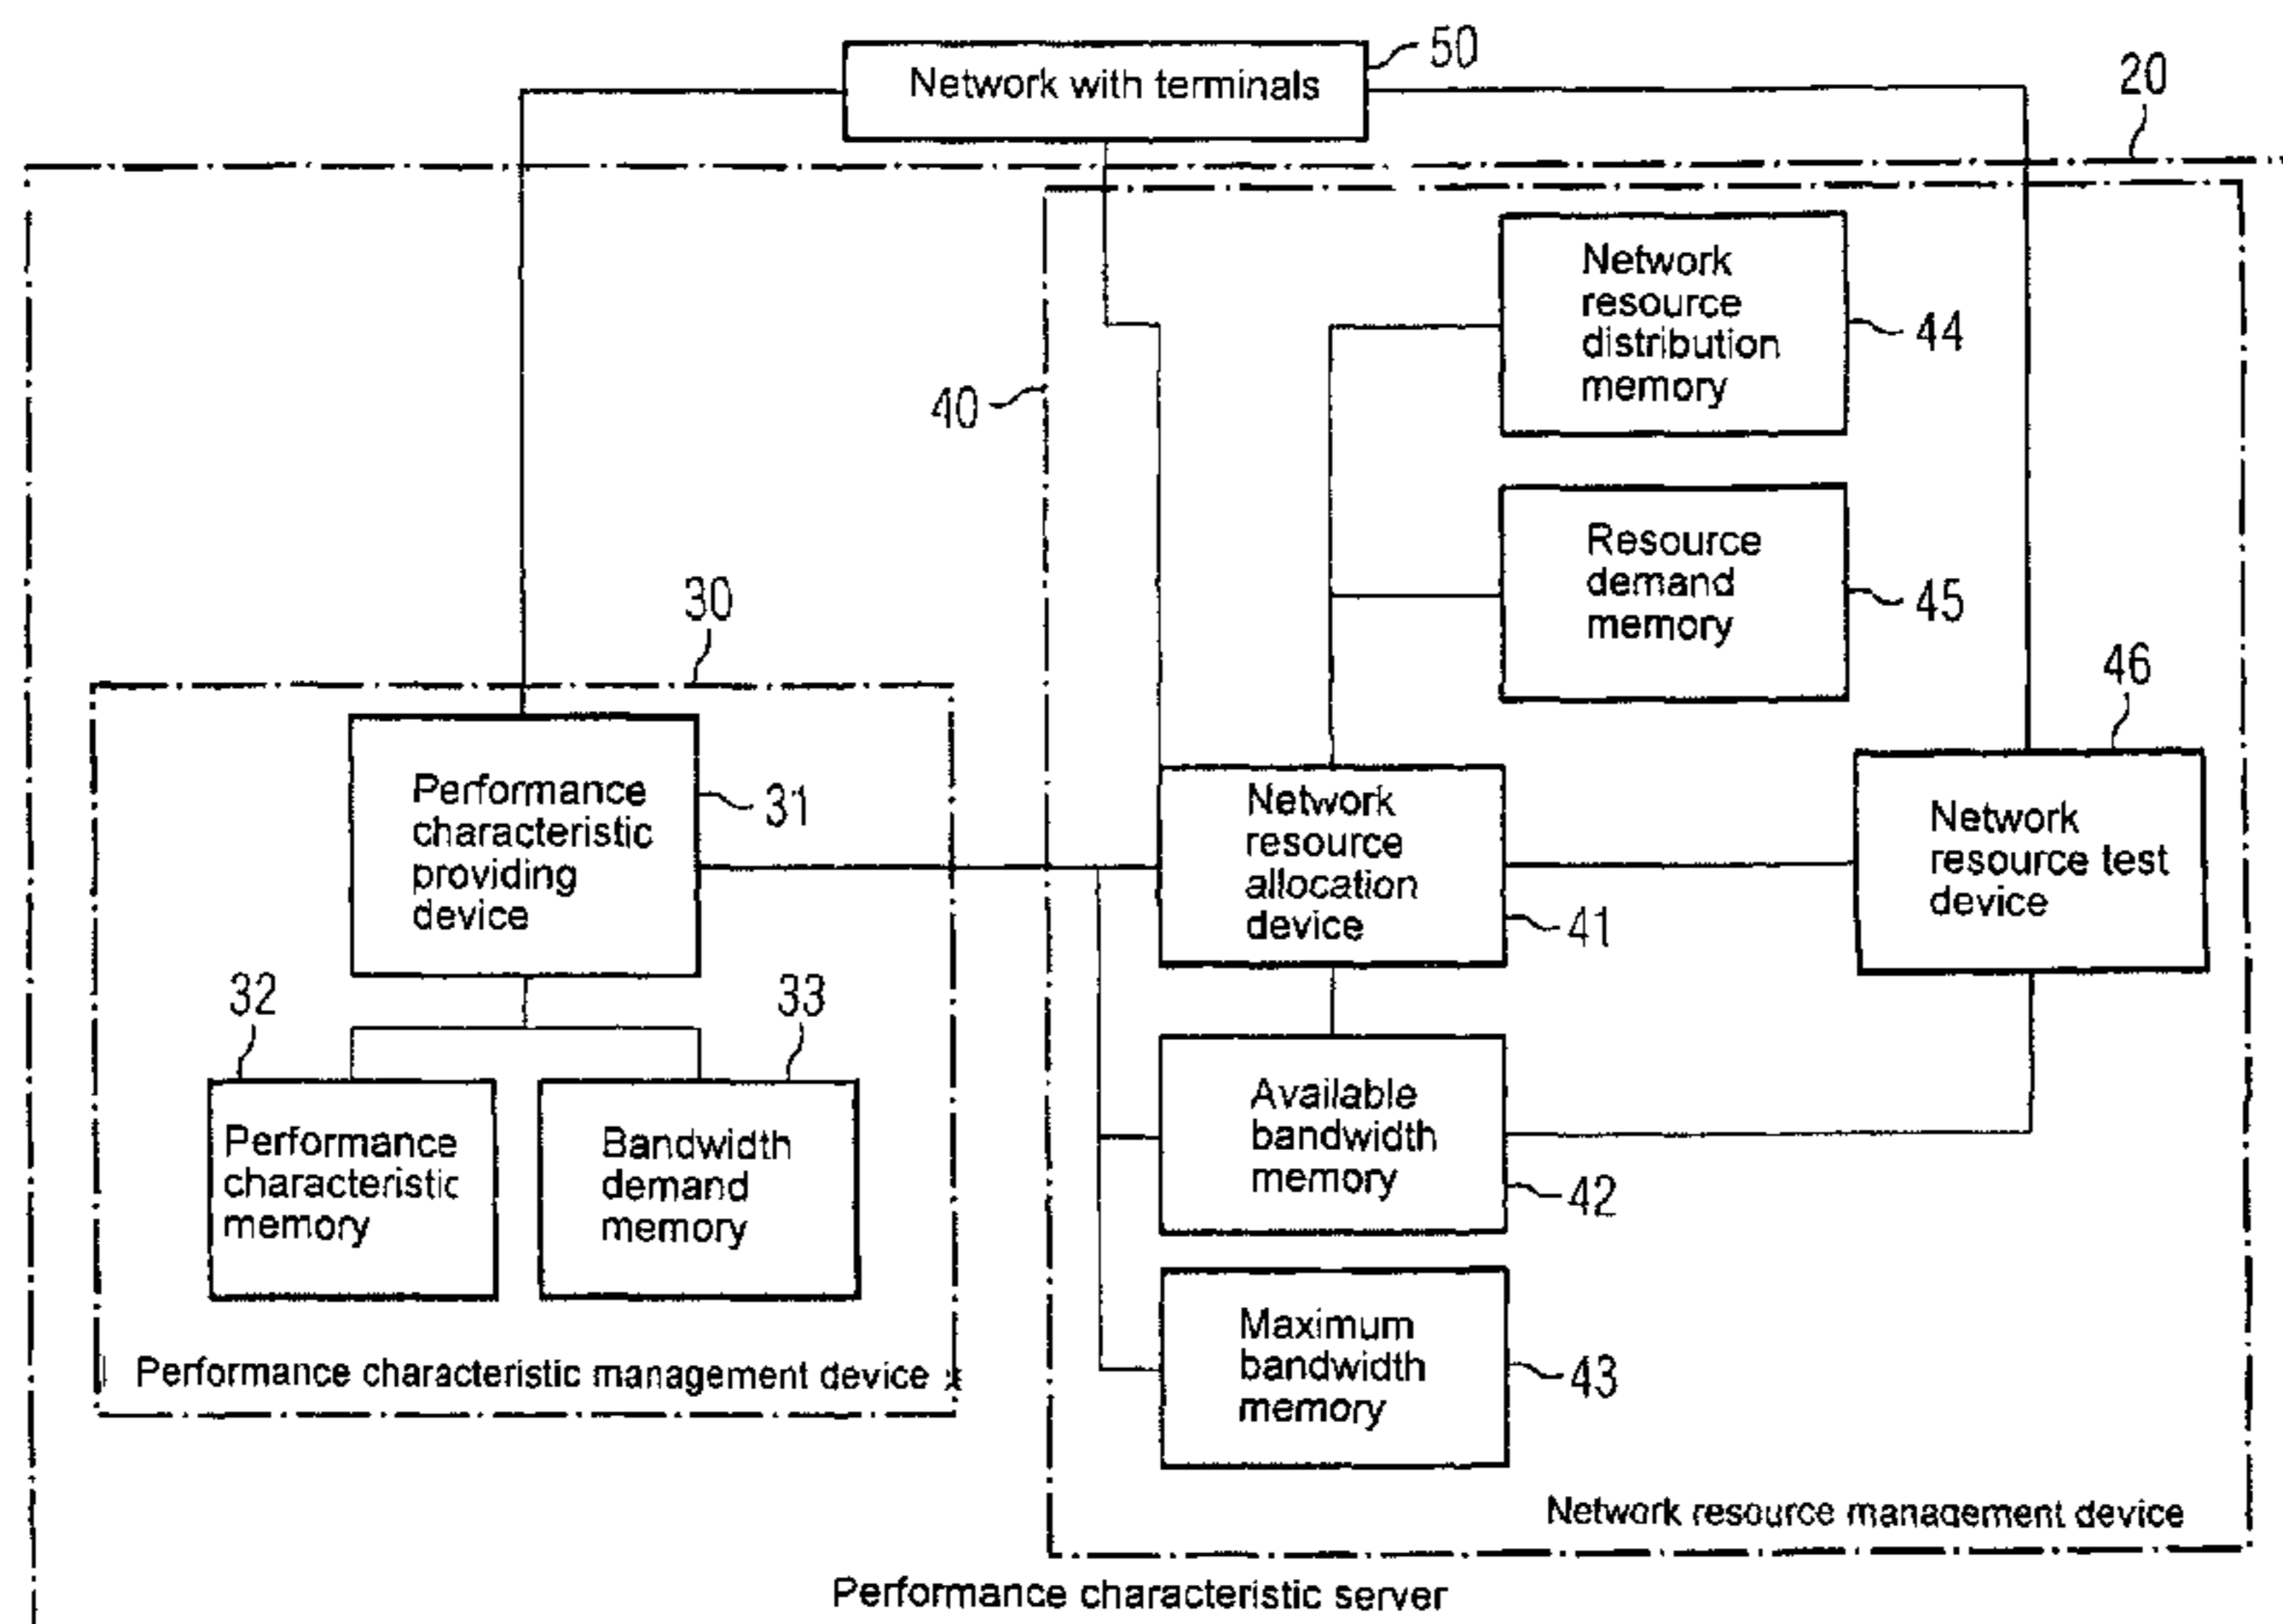 Network with terminals
50
20
Network
resource
distribution
memory
44
40
Resource
demand
memory
45
30
46
Performance
characteristic
providing
device
31
Network
resource
allocation
device
41
Network
resource test
device
32
33
Performance
characteristic
memory
Bandwidth
demand
memory
Available
bandwidth
memory
42
Performance characteristic management device
Maximum
bandwidth
memory
43
Network resource management device
Performance characteristic server